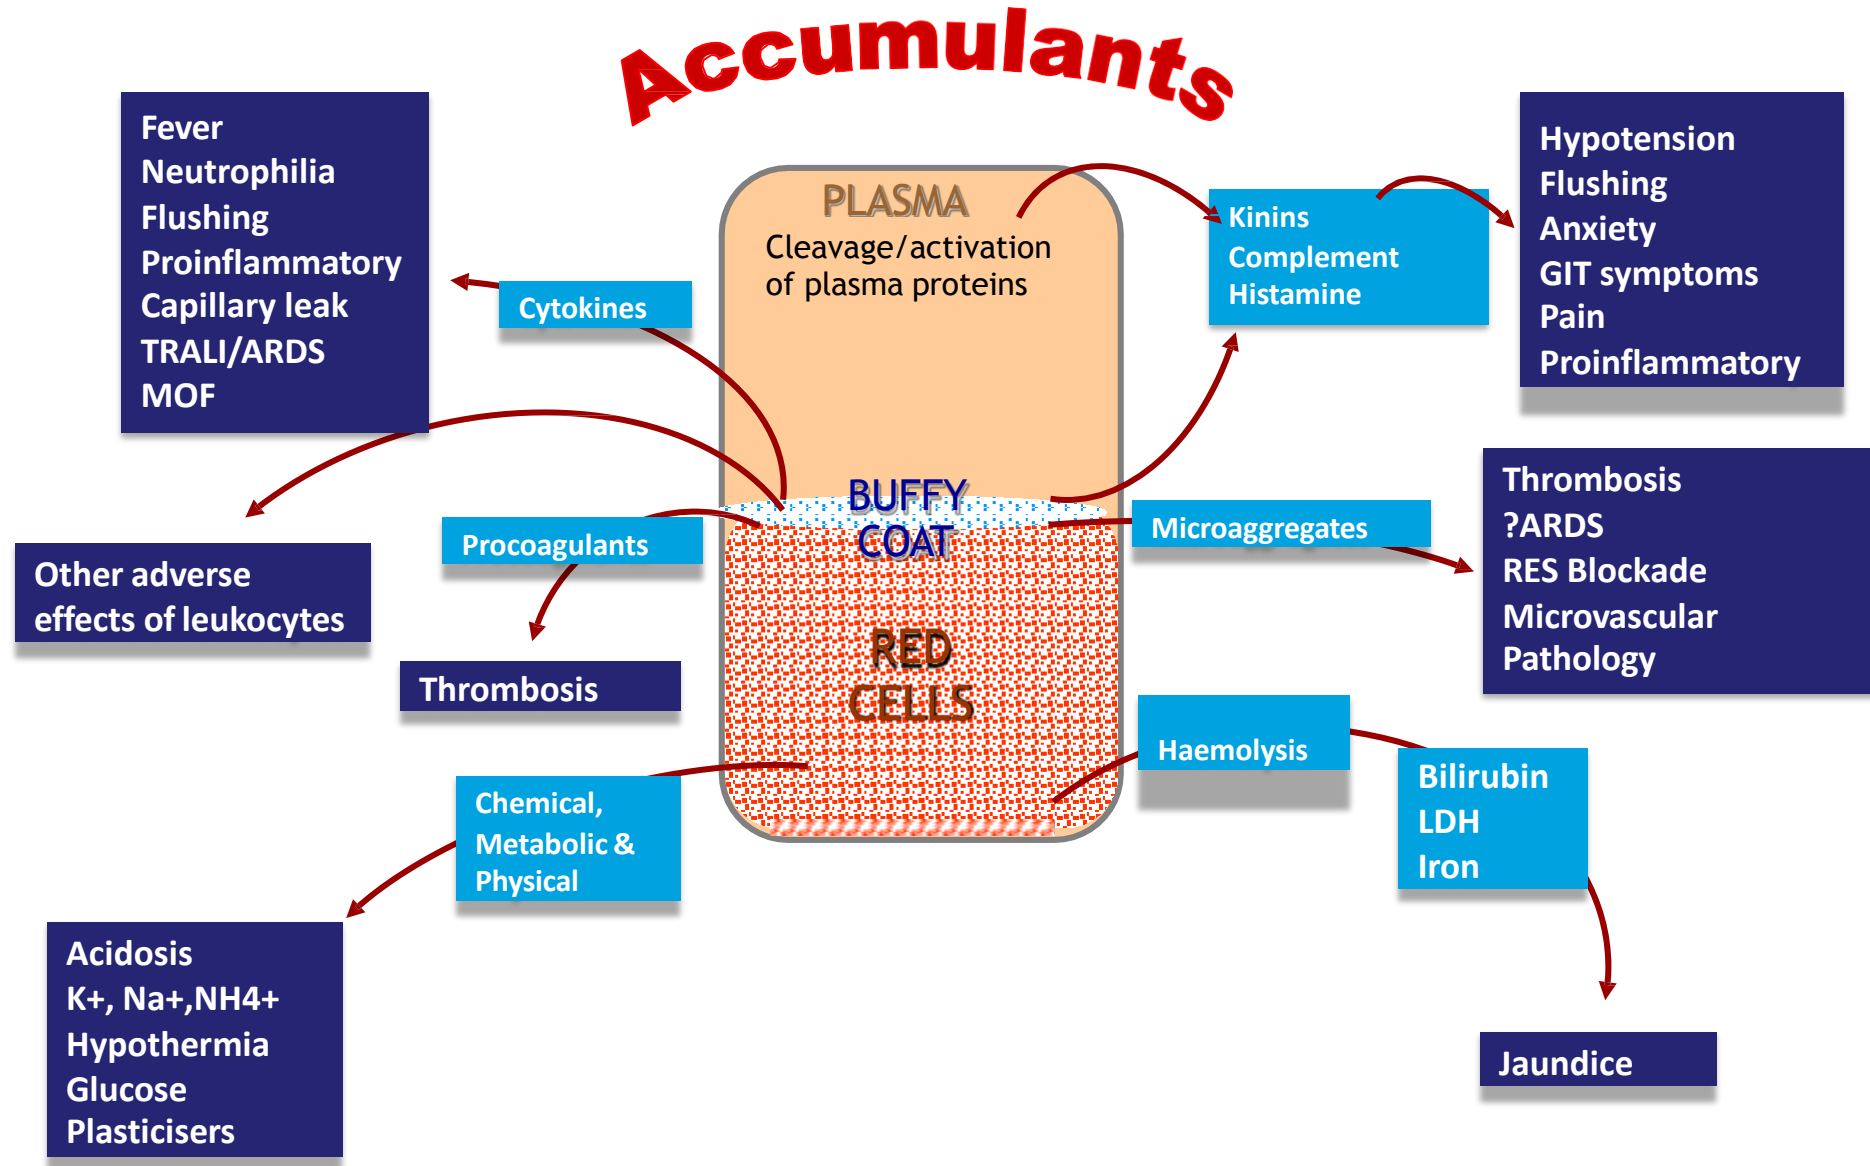 Accumulants
Fever
Neutrophilia
Flushing
Proinflammatory
Capillary leak
TRALI/ARDS
MOF
Cytokines
PLASMA
Cleavage/activation
of plasma proteins
Kinins
Complement
Histamine
Hypotension
Flushing
Anxiety
GIT symptoms
Pain
Proinflammatory
BUFFY
COAT
Procoagulants
Microaggregates
Thrombosis
?ARDS
RES Blockade
Microvascular
Pathology
Other adverse
effects of leukocytes
Thrombosis
RED
CELLS
Haemolysis
Bilirubin
LDH
Iron
Chemical,
Metabolic &
Physical
Acidosis
K+, Na+,NH4+
Hypothermia
Glucose
Plasticisers
Jaundice